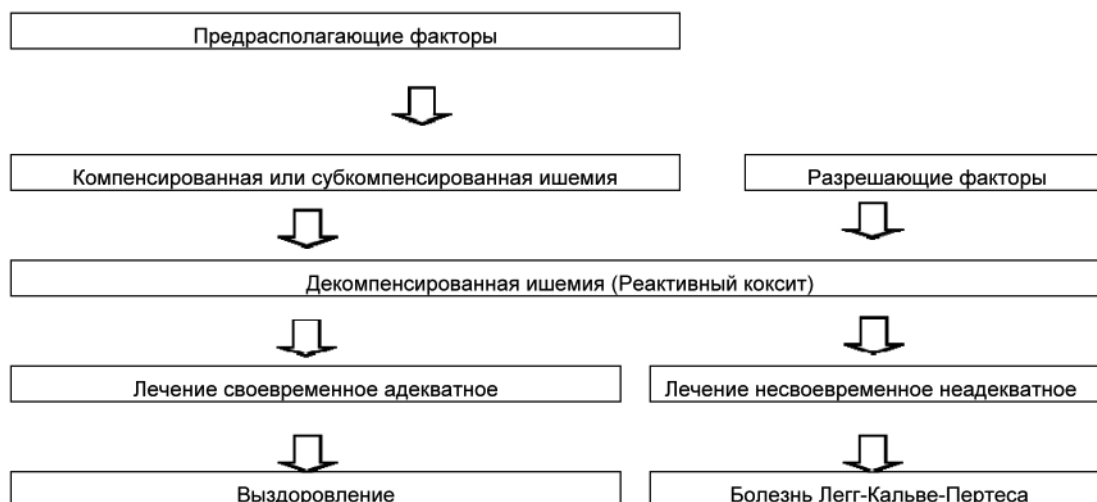 Предрасполагающие факторы
Компенсированная или субкомпенсированная ишемия
Разрешающие факторы
Декомпенсированная ишемия (Реактивный коксит)
Лечение своевременное адекватное
Лечение несвоевременное неадекватное
Выздоровление
Болезнь Легг-Кальве-Пертеса